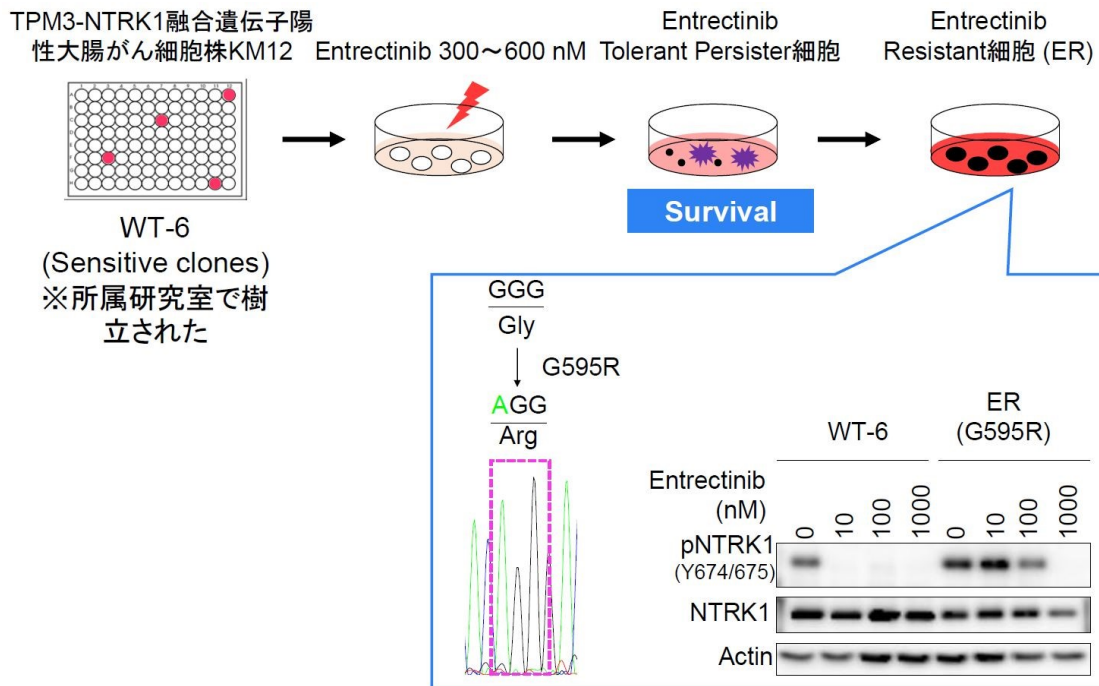 TPM3-NTRK1融合遺伝子陽
性大腸がん細胞株KM12
Entrectinib 300～600 nM
Entrectinib
Tolerant Persister細胞
Entrectinib
Resistant細胞 (ER)
Survival
WT-6
(Sensitive clones)
※所属研究室で樹
立された
GGG
Gly
G595R
AGG
Arg
WT-6
ER
(G595R)
Entrectinib
(nM)
0 10 100 1000 0 10 100 1000
pNTRK1
(Y674/675)
NTRK1
Actin